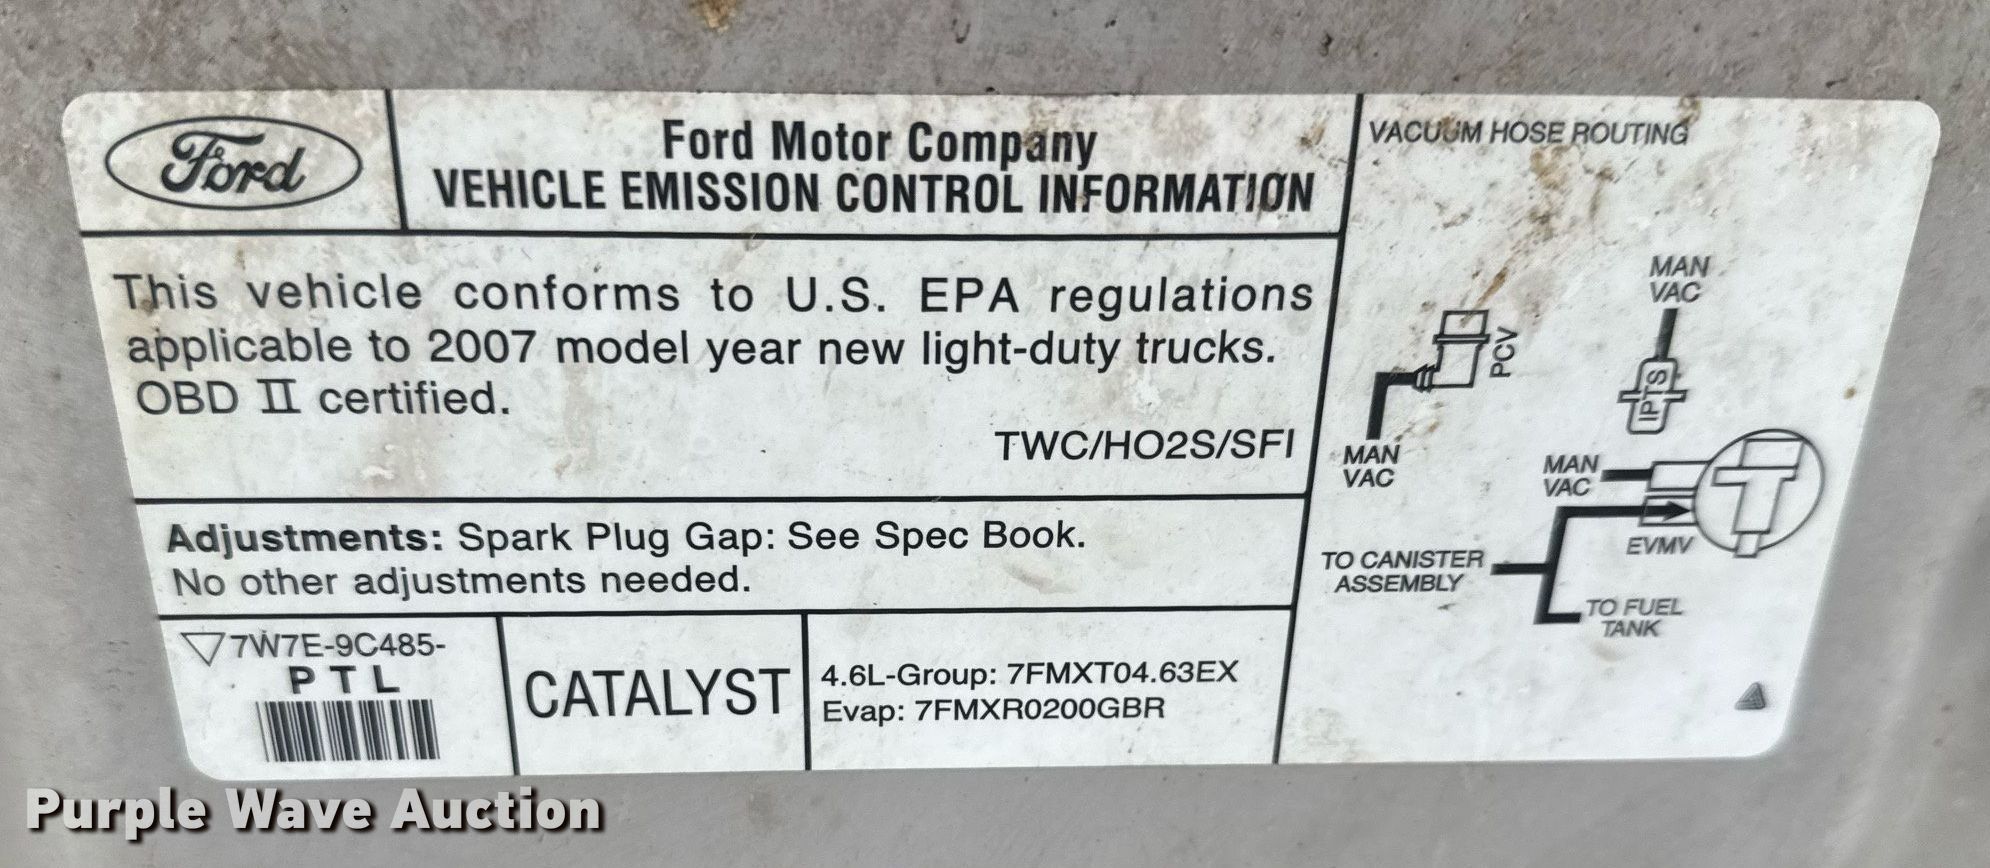 Ford
Ford Motor Company
VEHICLE EMISSION CONTROL INFORMATION
This vehicle conforms to U.S. EPA regulations
applicable to 2007 model year new light-duty trucks.
OBD II certified.
TWC/HO2S/SFI
Adjustments: Spark Plug Gap: See Spec Book.
No other adjustments needed.
7W7E-9C485-
PTL
CATALYST
4.6L-Group: 7FMXT04.63EX
Evap: 7FMXR0200GBR
VACUUM HOSE ROUTING
MAN
VAC
PCV
IPTS
MAN
VAC
MAN
VAC
EVMV
TO CANISTER
ASSEMBLY
TO FUEL
TANK
Purple Wave Auction